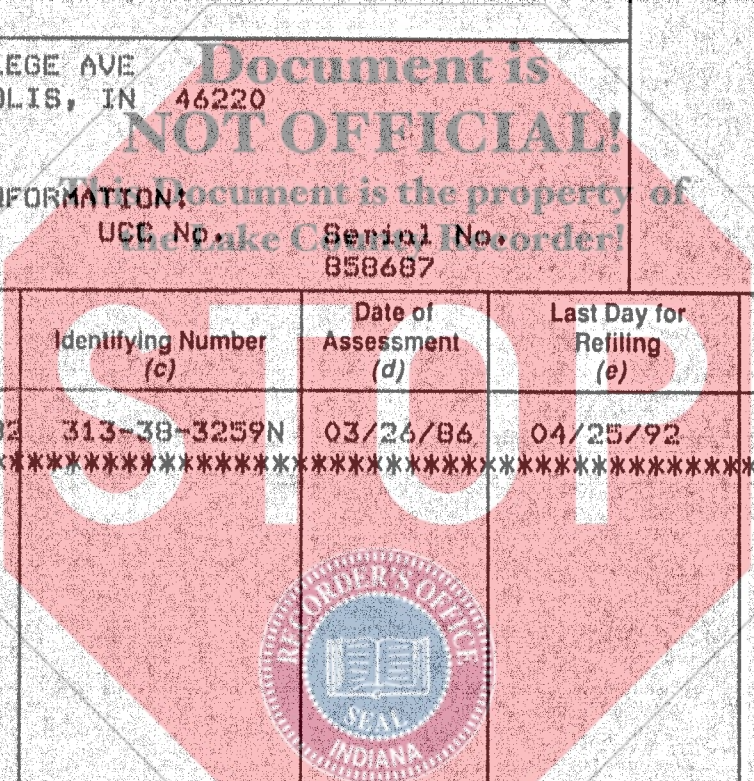 LEGE AVE
OLIS, IN 46220
Document is
NOT OFFICIAL!
This Document is the property of
the Lake County Recorder!
NFORMATION:
UCC No. Serial No.
858687
Identifying Number
(c)
Date of
Assessment
(d)
Last Day for
Refiling
(e)
82 313-38-3259N 03/26/86 04/25/92
****************************************************
STOP
RECORDER'S OFFICE
SEAL
INDIANA